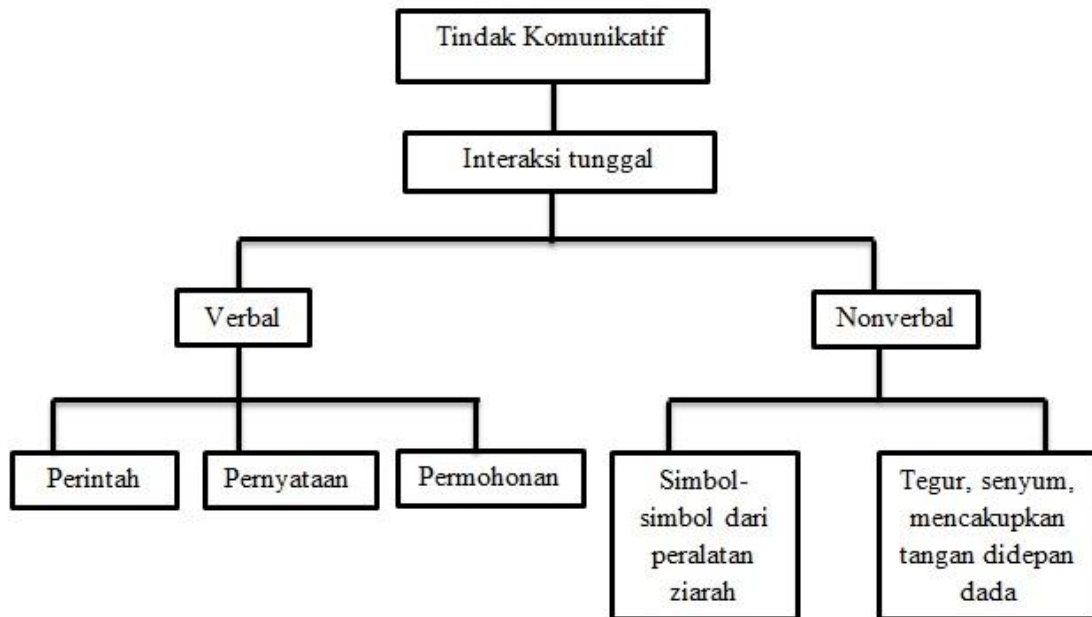 Tindak Komunikatif
Interaksi tunggal
Verbal
Nonverbal
Perintah
Pernyataan
Permohonan
Simbol-
simbol dari
peralatan
ziarah
Tegur, senyum,
mencakupkan
tangan didepan
dada